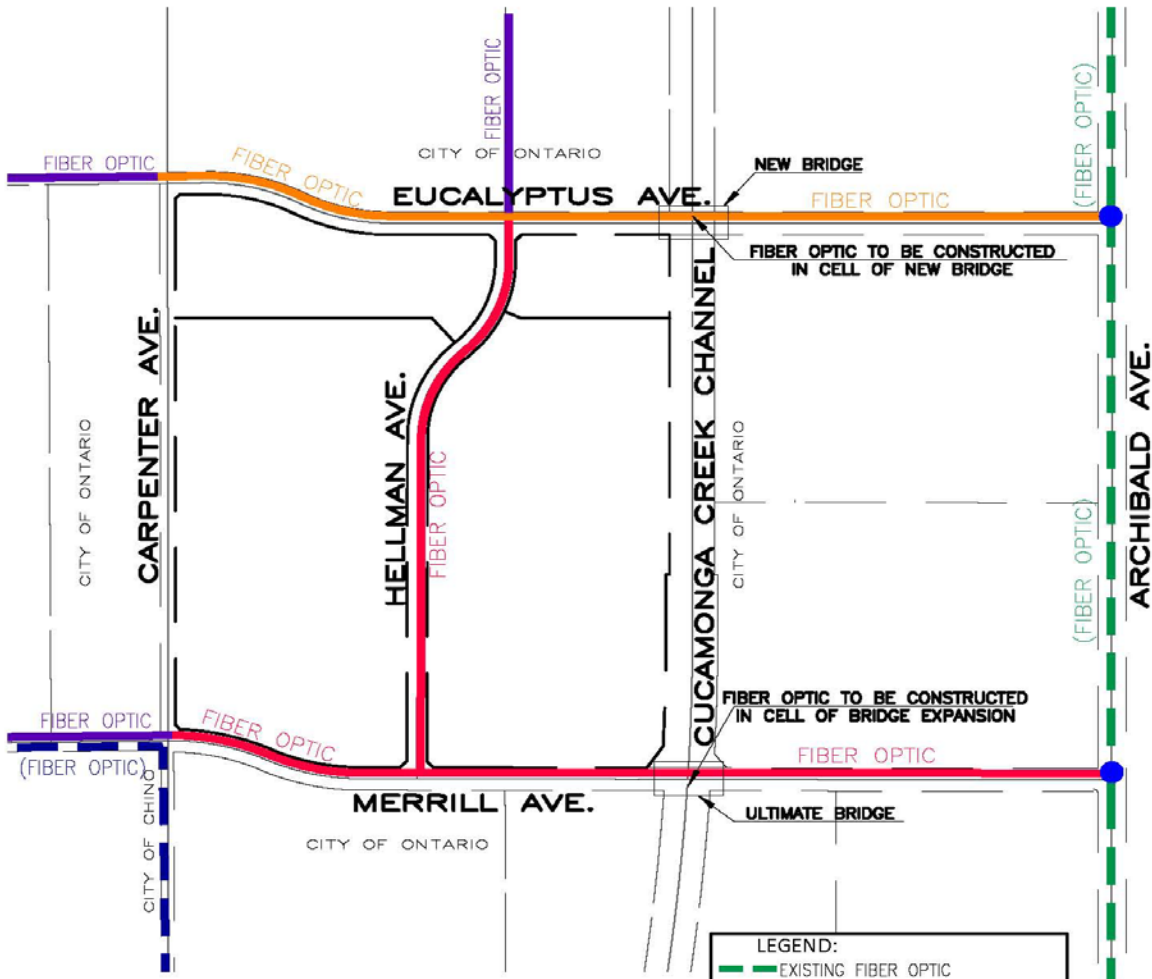 FIBER OPTIC
CITY OF ONTARIO
NEW BRIDGE
(FIBER OPTIC)
FIBER OPTIC
FIBER OPTIC
EUCALYPTUS AVE.
FIBER OPTIC
FIBER OPTIC TO BE CONSTRUCTED
IN CELL OF NEW BRIDGE
CARPENTER AVE.
HELLMAN AVE.
CUCAMONGA CREEK CHANNEL
ARCHIBALD AVE.
CITY OF ONTARIO
FIBER OPTIC
CITY OF ONTARIO
(FIBER OPTIC)
FIBER OPTIC TO BE CONSTRUCTED
IN CELL OF BRIDGE EXPANSION
FIBER OPTIC
FIBER OPTIC
FIBER OPTIC
(FIBER OPTIC)
CITY OF CHINO
MERRILL AVE.
ULTIMATE BRIDGE
CITY OF ONTARIO
LEGEND:
EXISTING FIBER OPTIC